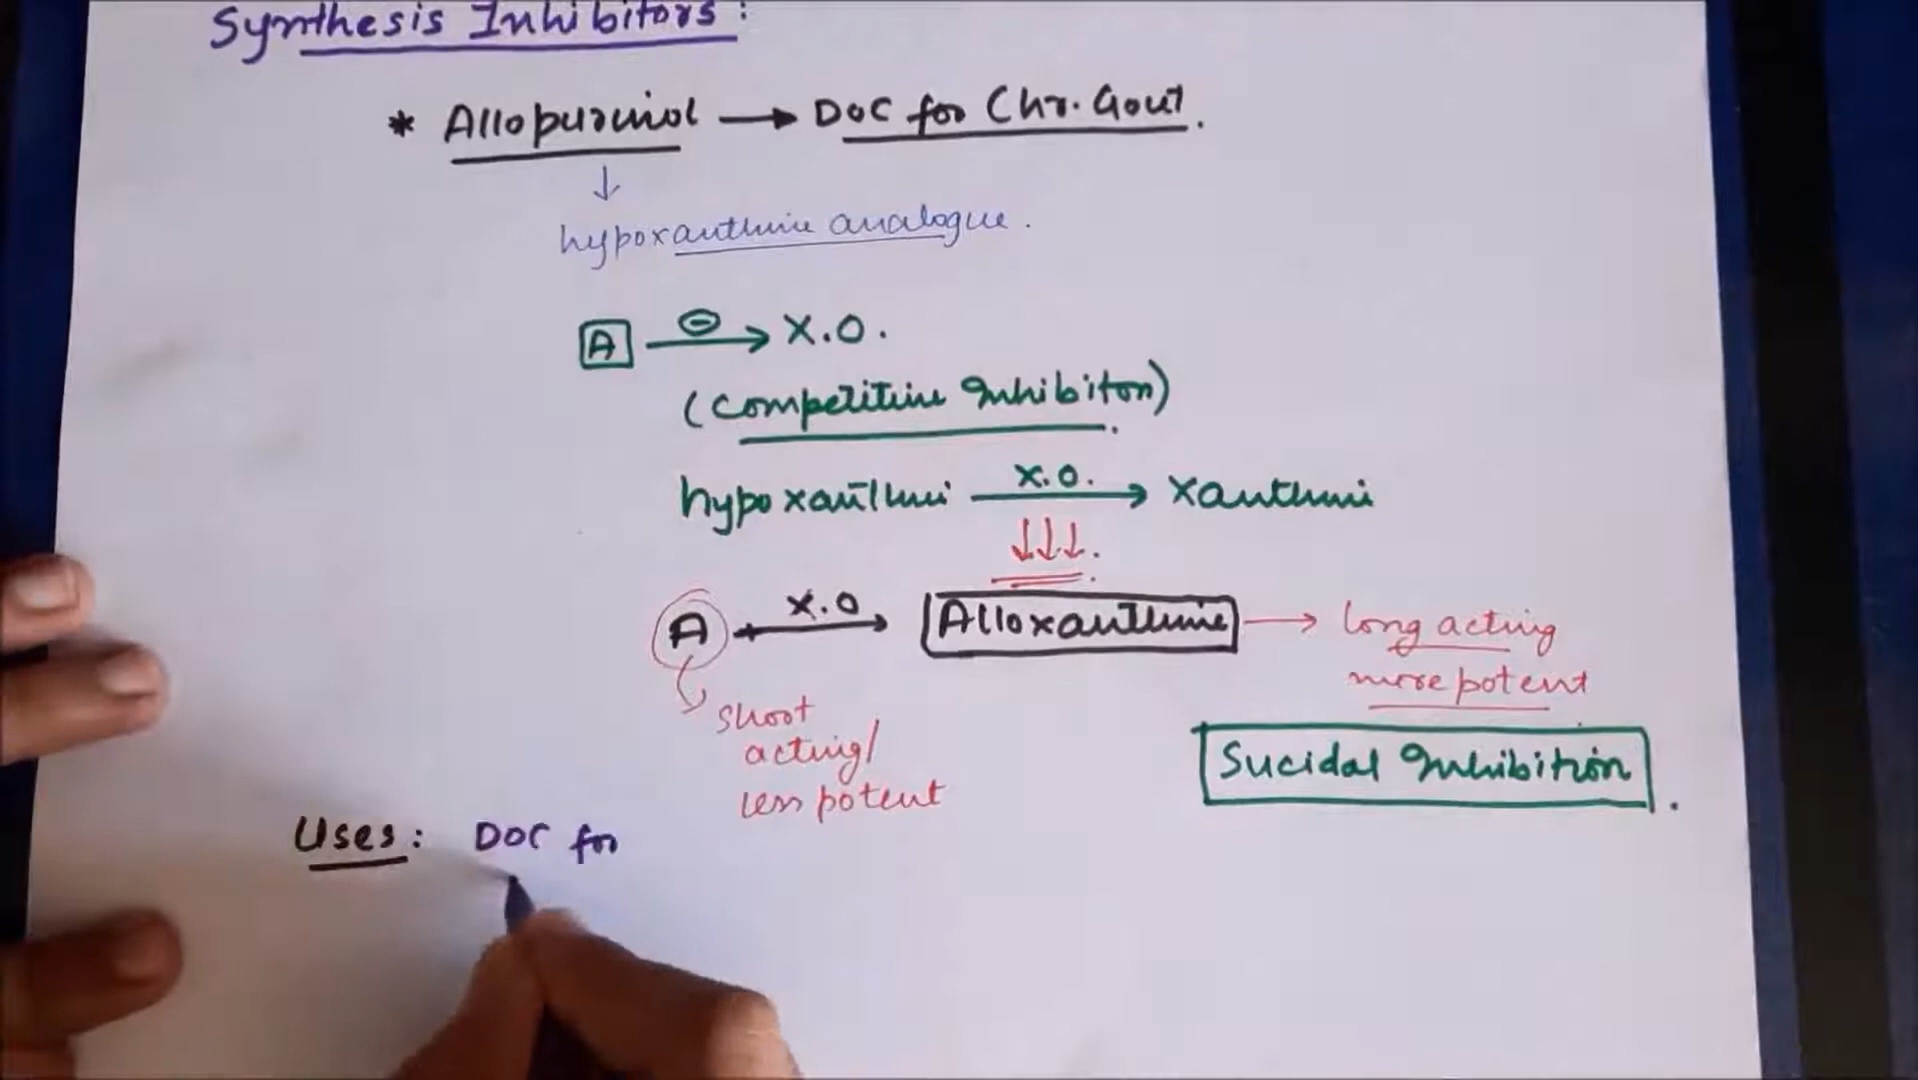 Synthesis Inhibitors :
* Allopurinol → DOC for Chr. Gout.
↓
hypoxanthine analogue.
A ⊖→ X.O.
(Competitive Inhibiton)
hypoxanthine X.O.→ Xanthine
↓↓↓.
A X.O→ Alloxanthine → long acting
more potent
short
acting/
less potent
Sucidal Inhibition.
Uses: DOC for